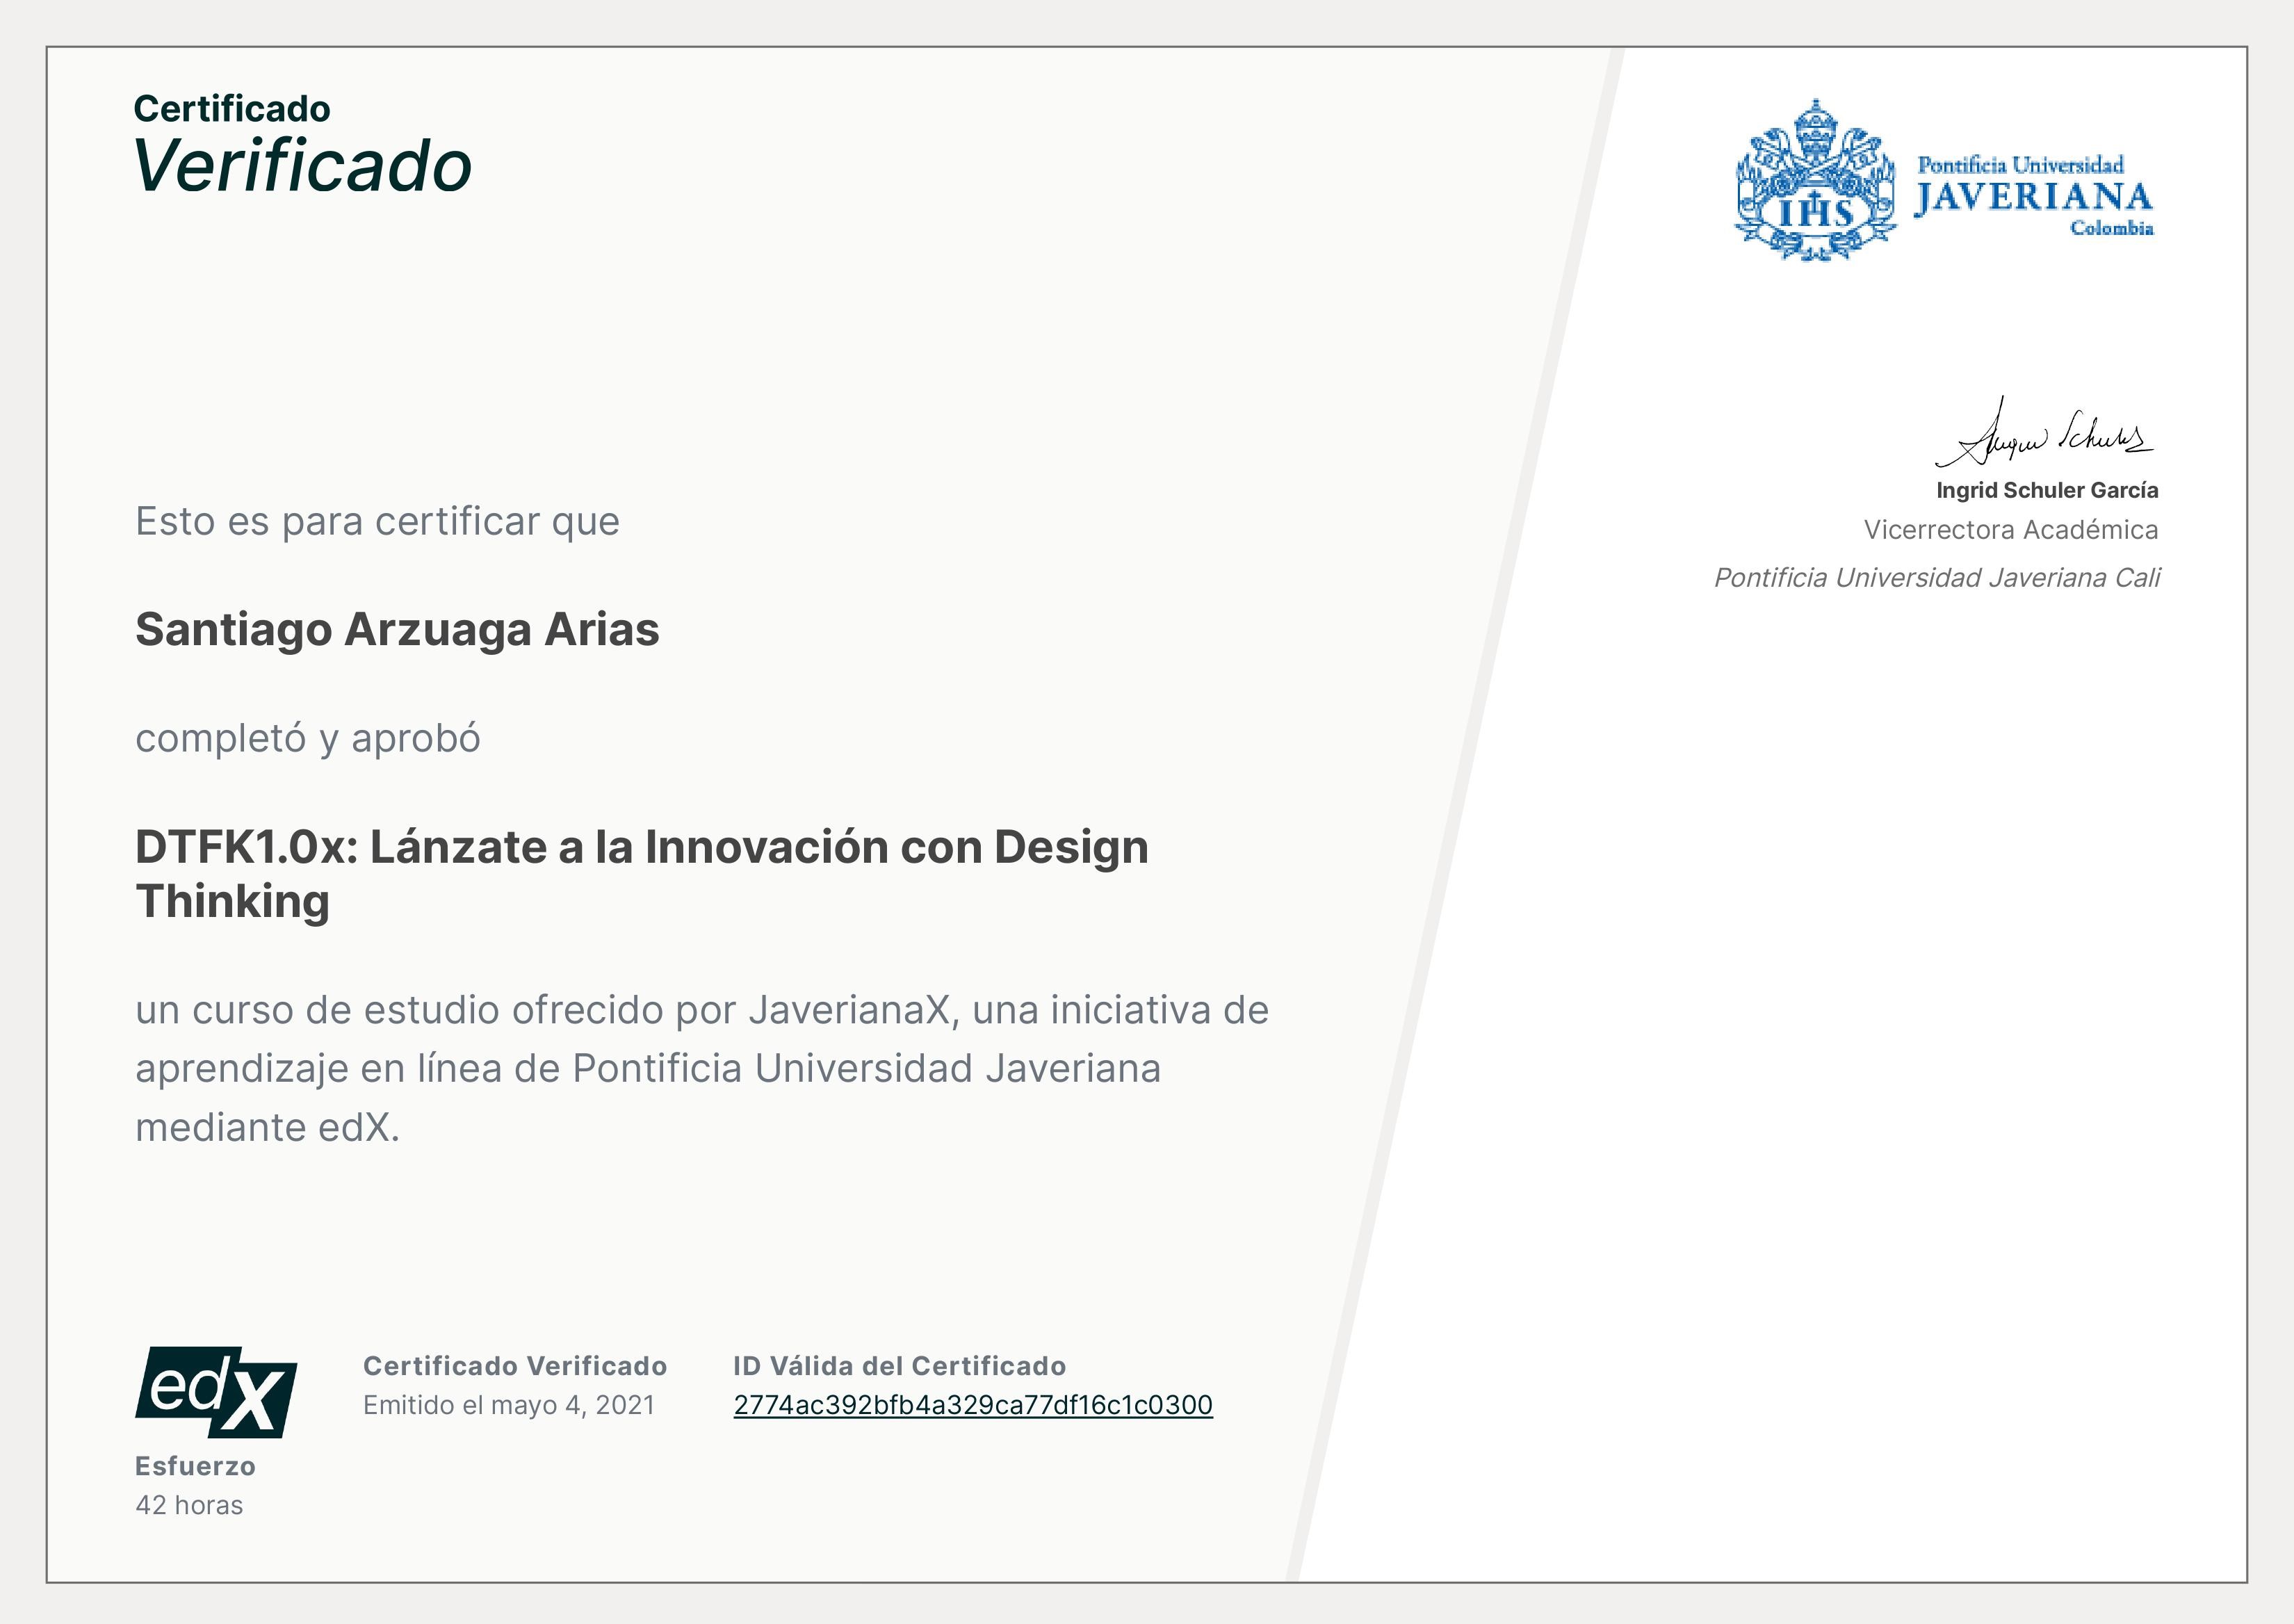 Certificado
Verificado
IHS
Pontificia Universidad
JAVERIANA
Colombia
Ingrid Schuler García
Vicerrectora Académica
Pontificia Universidad Javeriana Cali
Esto es para certificar que
Santiago Arzuaga Arias
completó y aprobó
DTFK1.0x: Lánzate a la Innovación con Design
Thinking
un curso de estudio ofrecido por JaverianaX, una iniciativa de
aprendizaje en línea de Pontificia Universidad Javeriana
mediante edX.
edX
Certificado Verificado
Emitido el mayo 4, 2021
ID Válida del Certificado
2774ac392bfb4a329ca77df16c1c0300
Esfuerzo
42 horas